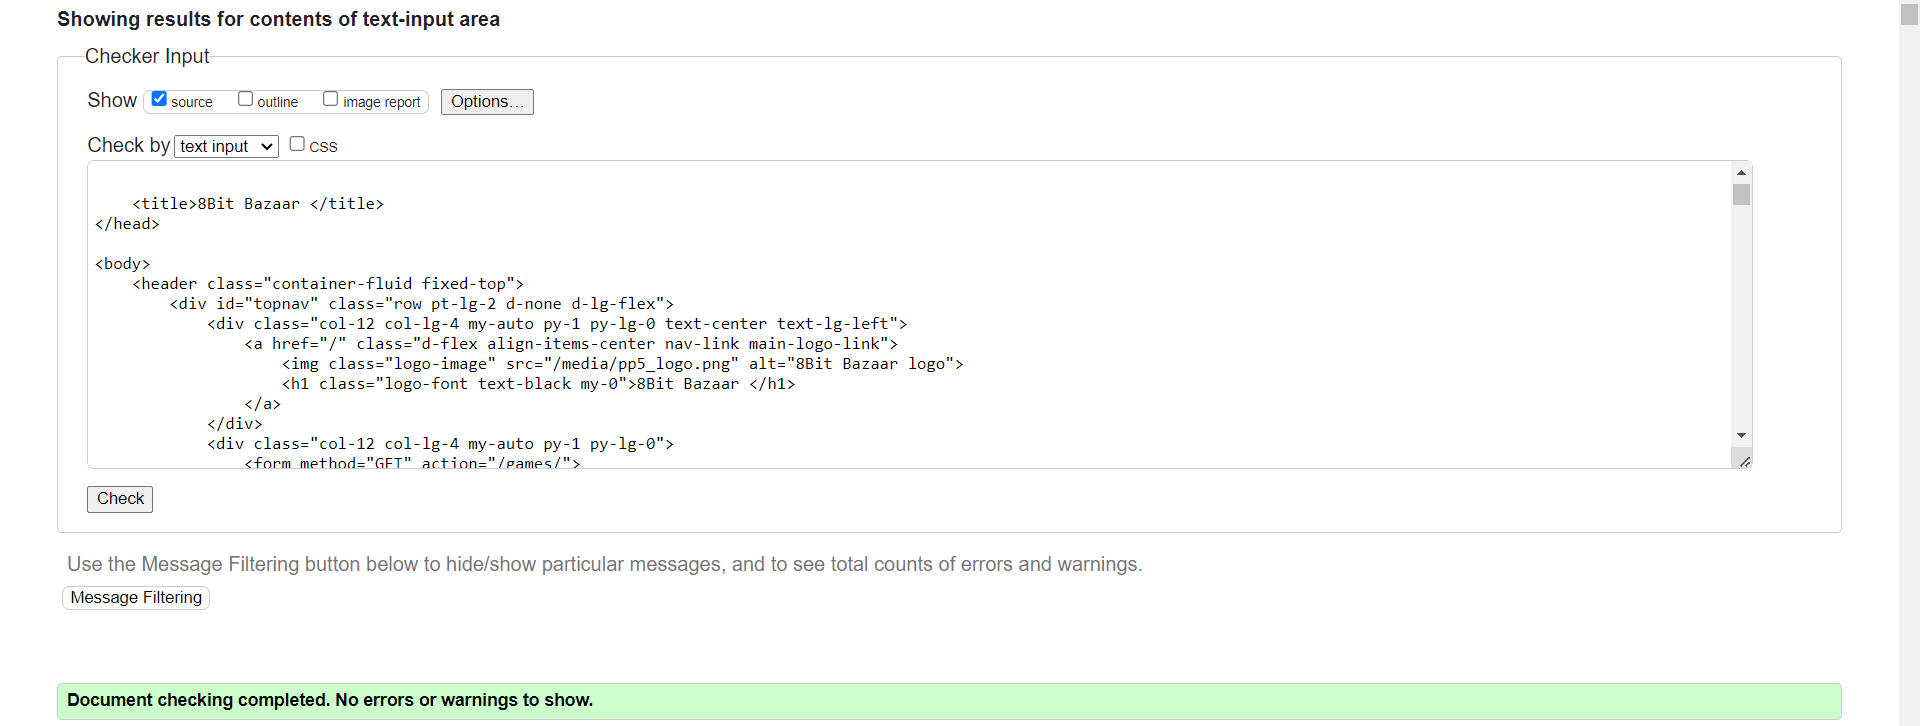 Showing results for contents of text-input area
Checker Input
Show source outline image report Options...
Check by text input CSS
<title>8Bit Bazaar </title>
</head>
<body>
<header class="container-fluid fixed-top">
<div id="topnav" class="row pt-lg-2 d-none d-lg-flex">
<div class="col-12 col-lg-4 my-auto py-1 py-lg-0 text-center text-lg-left">
<a href="/" class="d-flex align-items-center nav-link main-logo-link">
<img class="logo-image" src="/media/pp5_logo.png" alt="8Bit Bazaar logo">
<h1 class="logo-font text-black my-0">8Bit Bazaar </h1>
</a>
</div>
<div class="col-12 col-lg-4 my-auto py-1 py-lg-0">
<form method="GET" action="/games/">
Check
Use the Message Filtering button below to hide/show particular messages, and to see total counts of errors and warnings.
Message Filtering
Document checking completed. No errors or warnings to show.